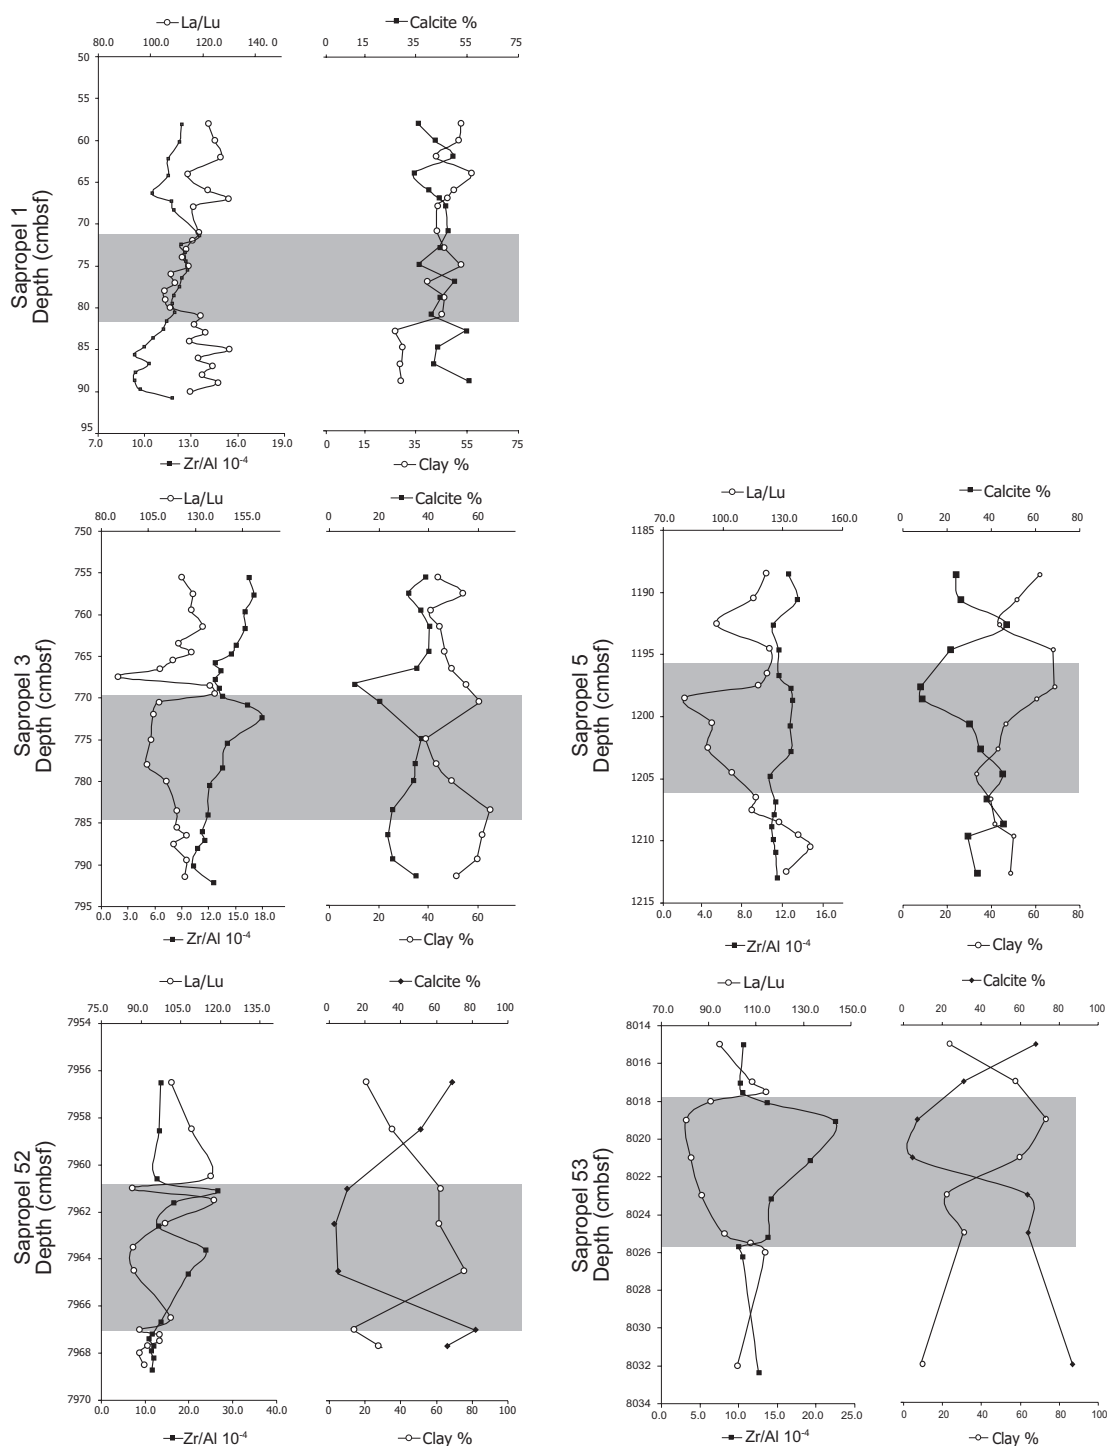 La/Lu
Calcite %
80.0 100.0 120.0 140. 0
0 15 35 55 75
Sapropel 1
Depth (cmbsf)
50
55
60
65
70
75
80
85
90
95
7.0 10.0 13.0 16.0 19.0
0 15 35 55 75
Zr/Al 10⁻⁴
Clay %
La/Lu
Calcite %
80.0 105.0 130.0 155.0
0 20 40 60
Sapropel 3
Depth (cmbsf)
750
755
760
765
770
775
780
785
790
795
0.0 3.0 6.0 9.0 12.0 15.0 18.0
0 20 40 60
Zr/Al 10⁻⁴
Clay %
La/Lu
Calcite %
70.0 100.0 130.0 160.0
0 20 40 60 80
Sapropel 5
Depth (cmbsf)
1185
1190
1195
1200
1205
1210
1215
0.0 4.0 8.0 12.0 16.0
0 20 40 60 80
Zr/Al 10⁻⁴
Clay %
La/Lu
Calcite %
75.0 90.0 105.0 120.0 135.0
0 20 40 60 80 100
Sapropel 52
Depth (cmbsf)
7954
7956
7958
7960
7962
7964
7966
7968
7970
0.0 10.0 20.0 30.0 40.0
0 20 40 60 80 100
Zr/Al 10⁻⁴
Clay %
La/Lu
Calcite %
70.0 90.0 110.0 130.0 150.0
0 20 40 60 80 100
Sapropel 53
Depth (cmbsf)
8014
8016
8018
8020
8022
8024
8026
8028
8030
8032
8034
0.0 5.0 10.0 15.0 20.0 25.0
0 20 40 60 80 100
Zr/Al 10⁻⁴
Clay %